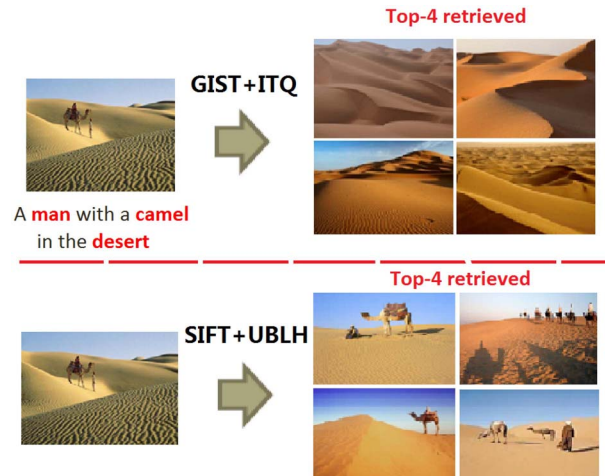 Top-4 retrieved
GIST+ITQ
A man with a camel
in the desert
Top-4 retrieved
SIFT+UBLH